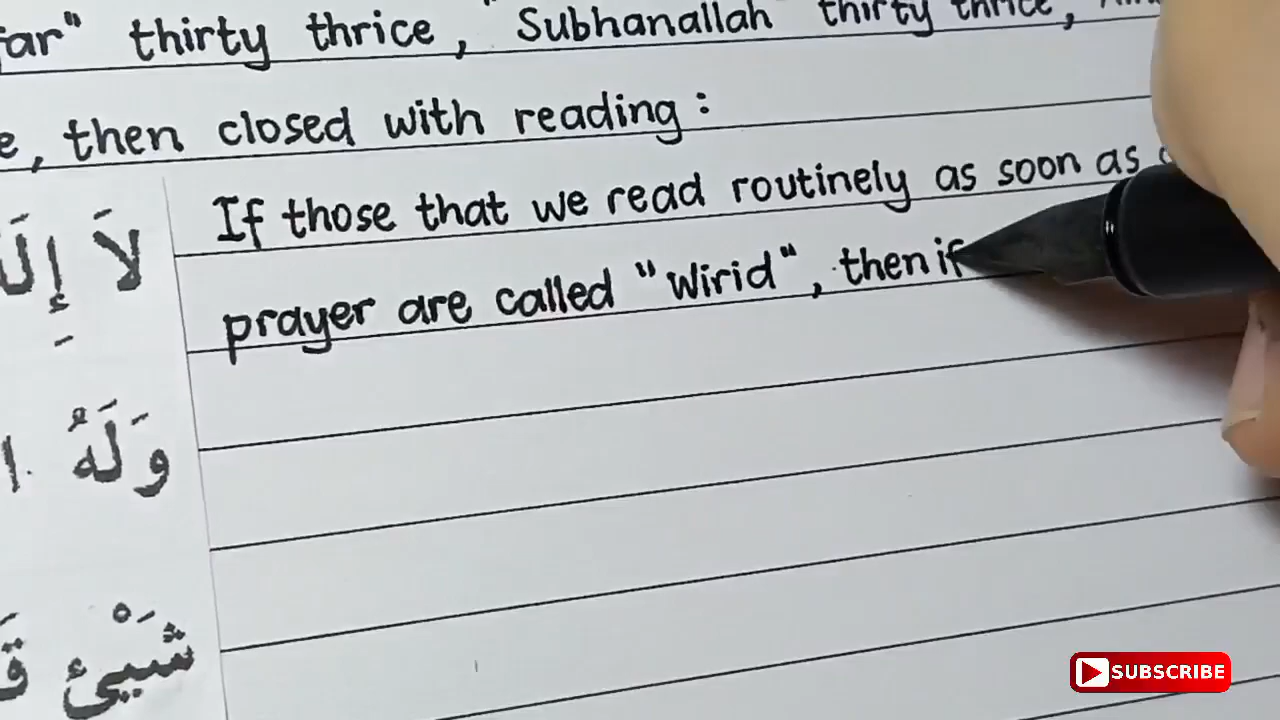 far" thirty thrice, "Subhanallah" thirty thrice,
e, then closed with reading:
If those that we read routinely as soon as
prayer are called "Wirid", then if
لاَ إِلَ
وَلَهُ ا
شَيْئٍ قَ
SUBSCRIBE